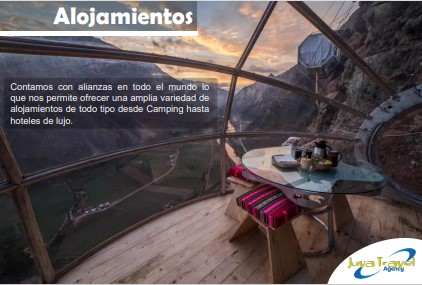 Alojamientos
Contamos con alianzas en todo el mundo lo
que nos permite ofrecer una amplia variedad de
alojamientos de todo tipo desde Camping hasta
hoteles de lujo.
Travel
Agency